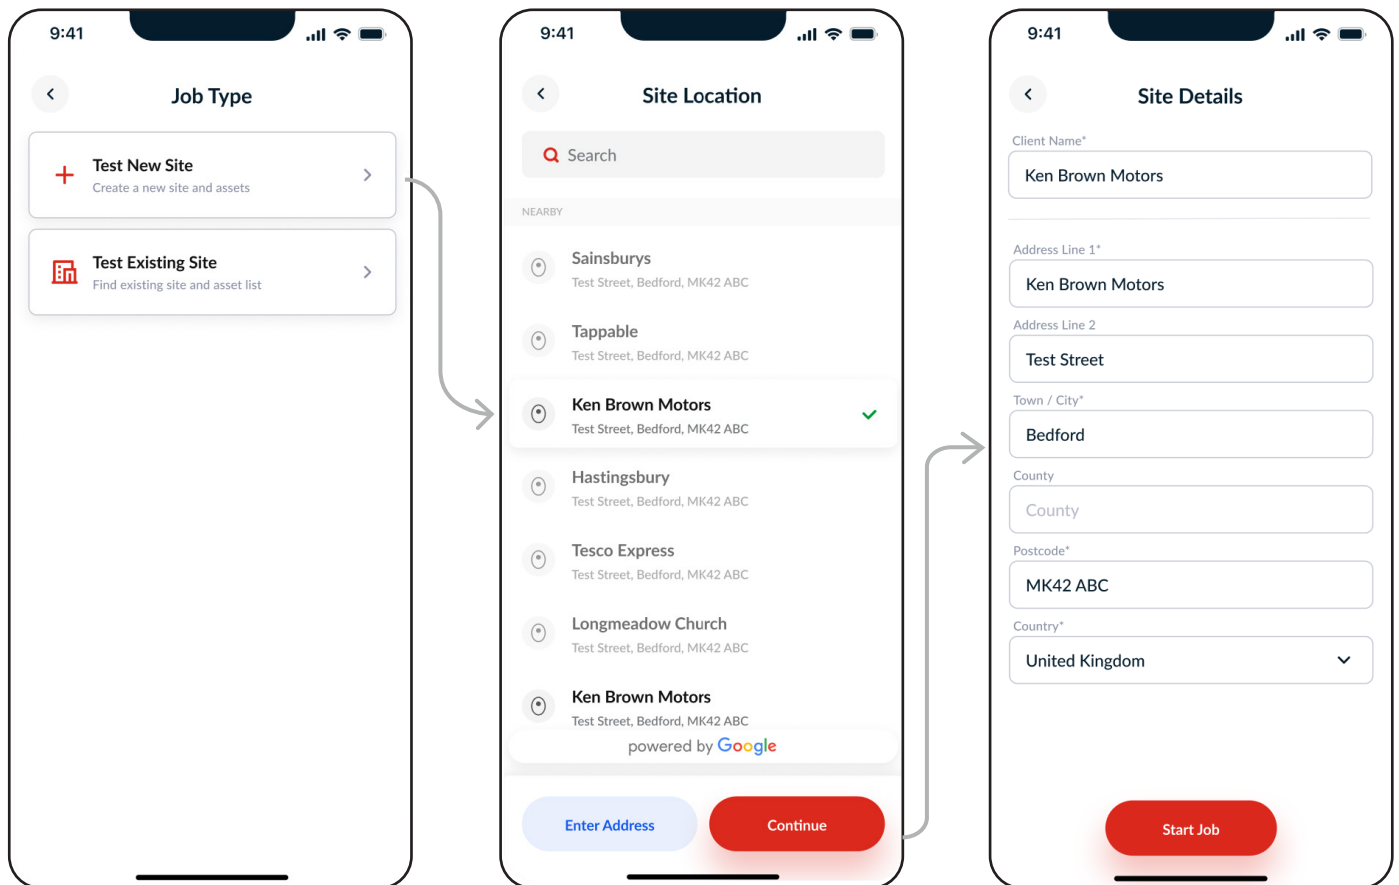 9:41
Job Type
Test New Site
Create a new site and assets
Test Existing Site
Find existing site and asset list
9:41
Site Location
Search
NEARBY
Sainsburys
Test Street, Bedford, MK42 ABC
Tappable
Test Street, Bedford, MK42 ABC
Ken Brown Motors
Test Street, Bedford, MK42 ABC
Hastingsbury
Test Street, Bedford, MK42 ABC
Tesco Express
Test Street, Bedford, MK42 ABC
Longmeadow Church
Test Street, Bedford, MK42 ABC
Ken Brown Motors
Test Street, Bedford, MK42 ABC
powered by Google
Enter Address
Continue
9:41
Site Details
Client Name*
Ken Brown Motors
Address Line 1*
Ken Brown Motors
Address Line 2
Test Street
Town / City*
Bedford
County
County
Postcode*
MK42 ABC
Country*
United Kingdom
Start Job